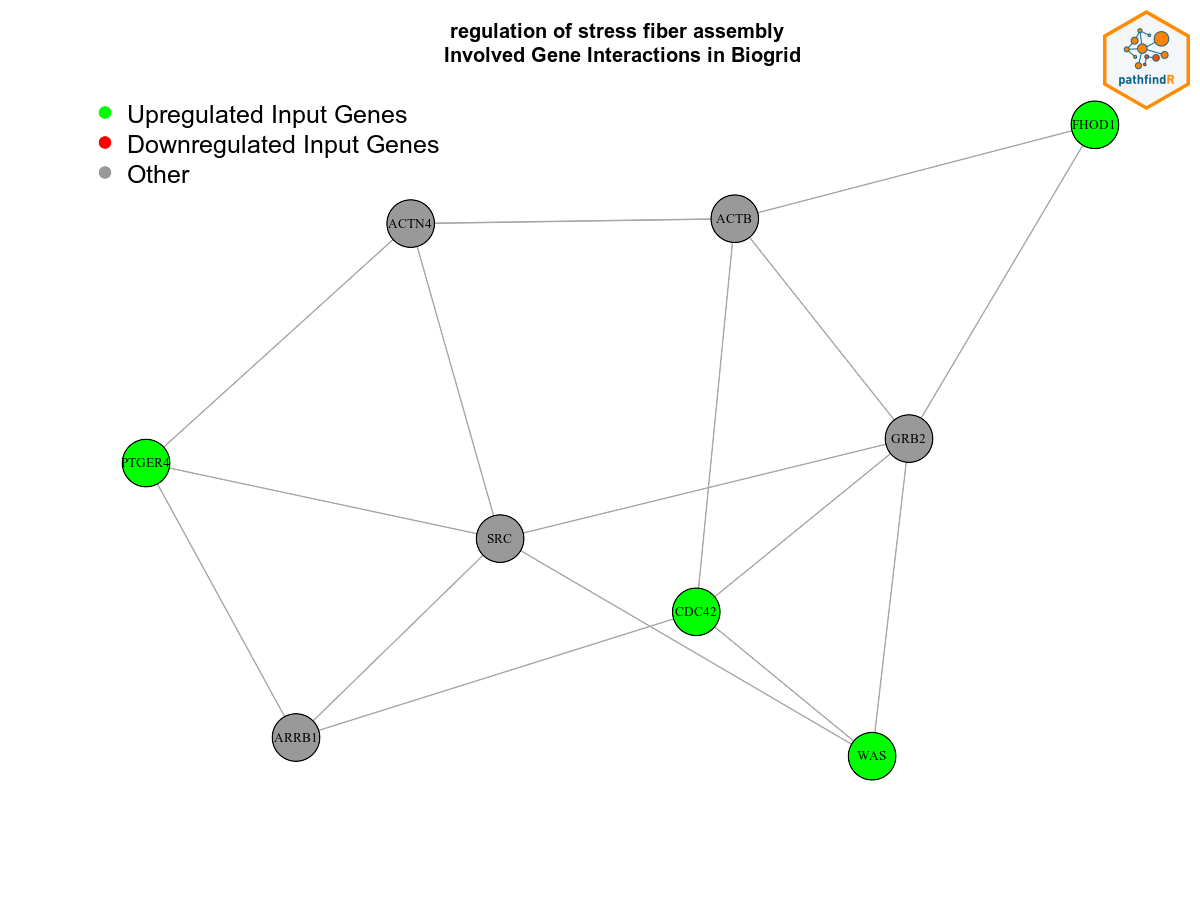 regulation of stress fiber assembly
Involved Gene Interactions in Biogrid
pathfindR
Upregulated Input Genes
Downregulated Input Genes
Other
FHOD1
ACTN4
ACTB
GRB2
PTGER4
SRC
CDC42
ARRB1
WAS